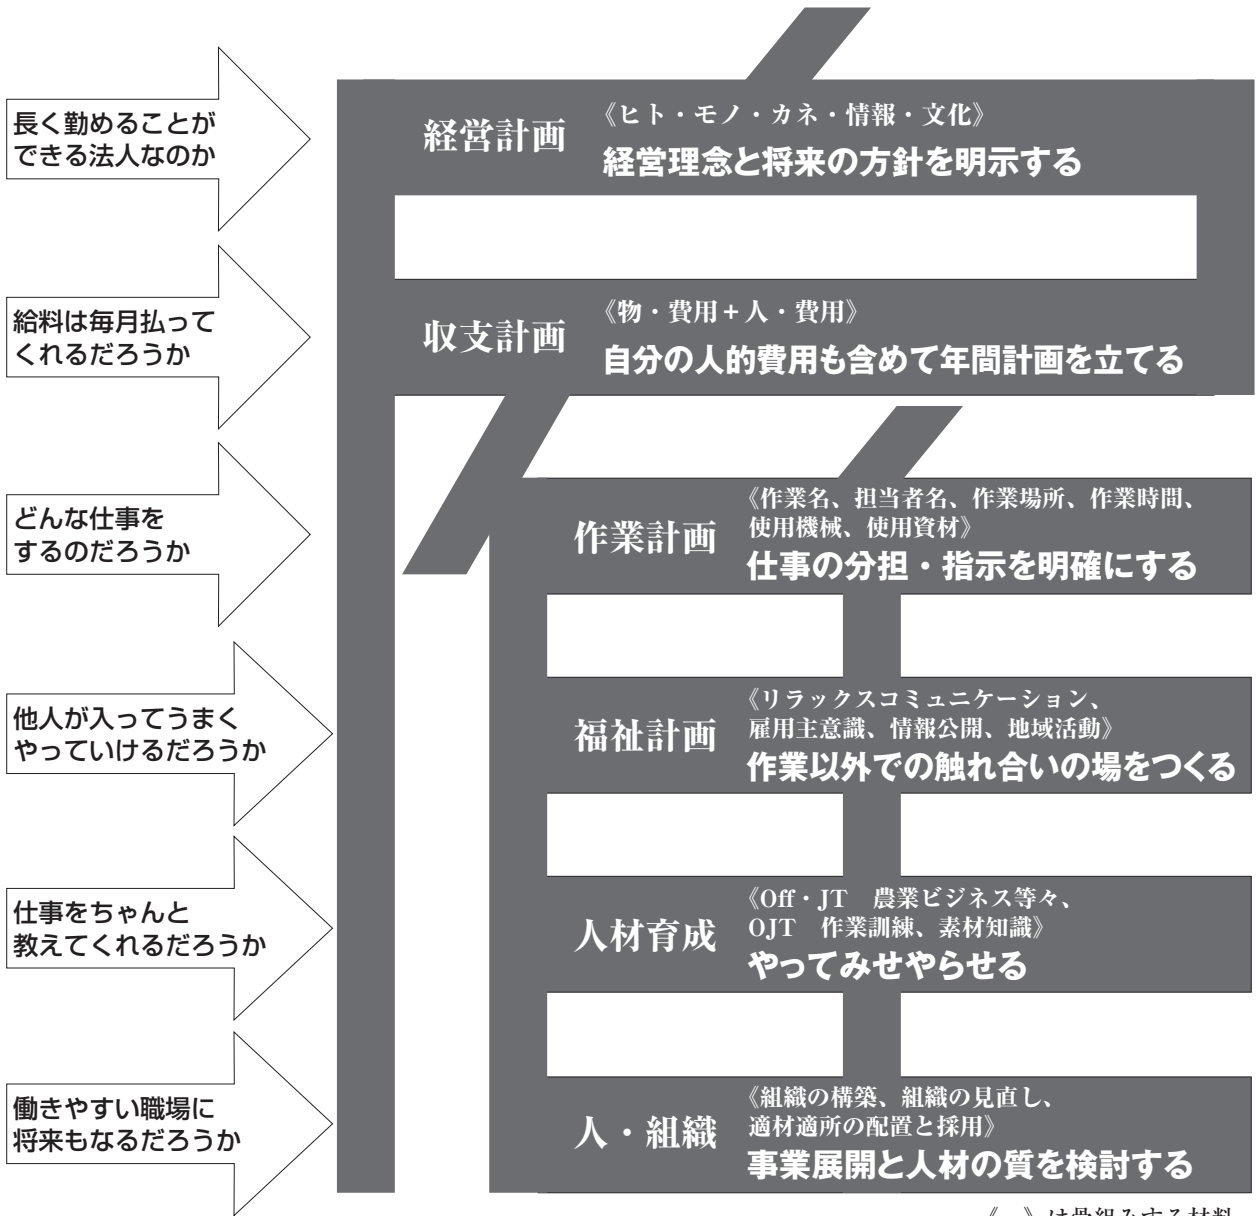 長く勤めることが
できる法人なのか
経営計画
《ヒト・モノ・カネ・情報・文化》
経営理念と将来の方針を明示する
給料は毎月払って
くれるだろうか
収支計画
《物・費用+人・費用》
自分の人的費用も含めて年間計画を立てる
どんな仕事を
するのだろうか
作業計画
《作業名、担当者名、作業場所、作業時間、
使用機械、使用資材》
仕事の分担・指示を明確にする
他人が入ってうまく
やっていけるだろうか
福祉計画
《リラックスコミュニケーション、
雇用主意識、情報公開、地域活動》
作業以外での触れ合いの場をつくる
仕事をちゃんと
教えてくれるだろうか
人材育成
《Off・JT　農業ビジネス等々、
OJT　作業訓練、素材知識》
やってみせやらせる
働きやすい職場に
将来もなるだろうか
人・組織
《組織の構築、組織の見直し、
適材適所の配置と採用》
事業展開と人材の質を検討する
《　》は骨組みする材料